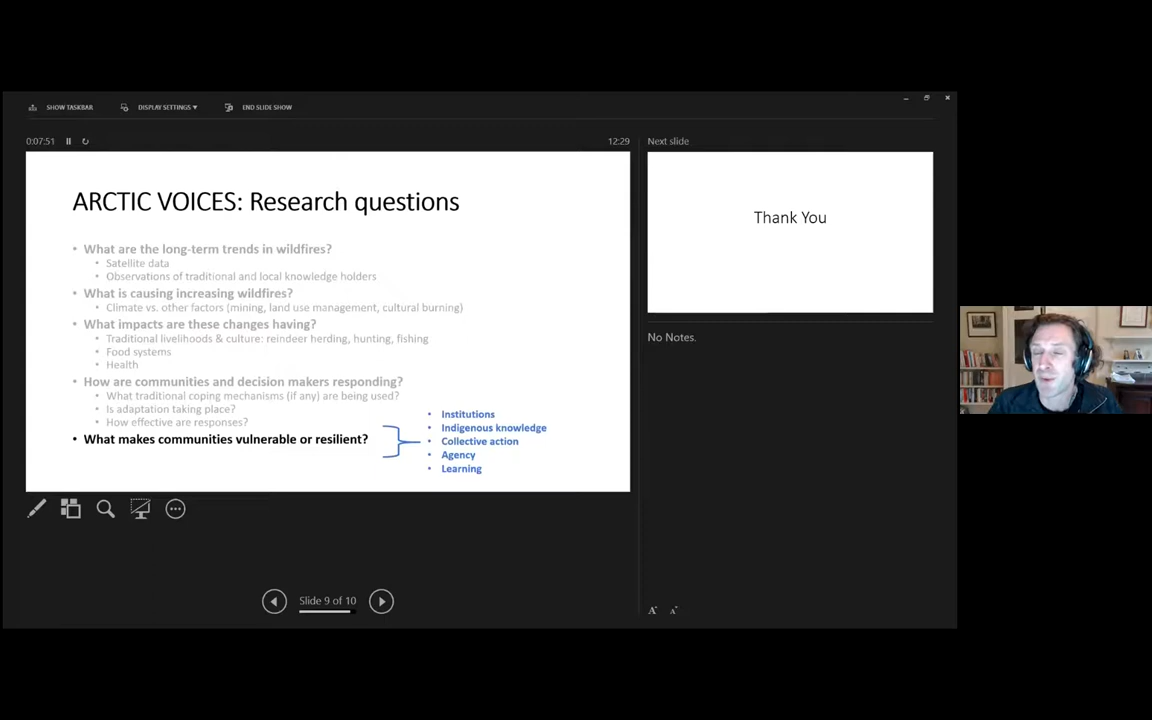 SHOW TASKBAR
DISPLAY SETTINGS ▾
END SLIDE SHOW
0:07:51
12:29
Next slide
ARCTIC VOICES: Research questions
• What are the long-term trends in wildfires?
• Satellite data
• Observations of traditional and local knowledge holders
• What is causing increasing wildfires?
• Climate vs. other factors (mining, land use management, cultural burning)
• What impacts are these changes having?
• Traditional livelihoods & culture: reindeer herding, hunting, fishing
• Food systems
• Health
• How are communities and decision makers responding?
• What traditional coping mechanisms (if any) are being used?
• Is adaptation taking place?
• How effective are responses?
• What makes communities vulnerable or resilient?
• Institutions
• Indigenous knowledge
• Collective action
• Agency
• Learning
Thank You
No Notes.
Slide 9 of 10
A A